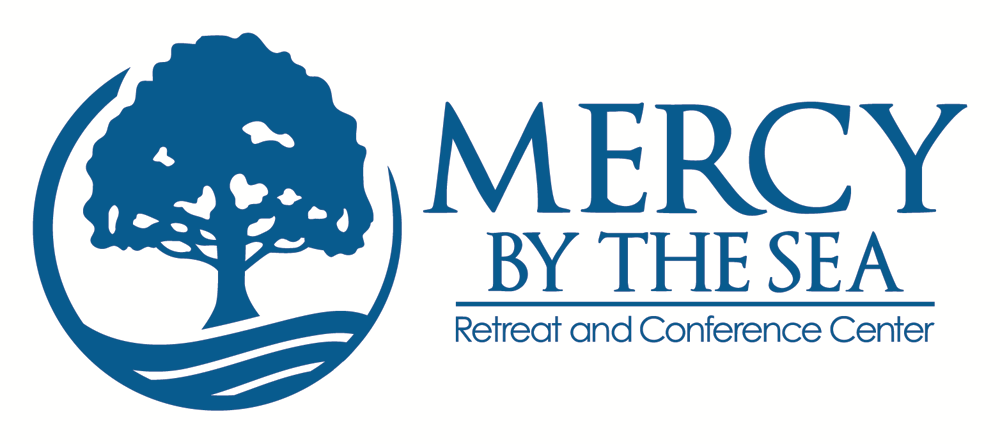 MERCY
BY THE SEA
Retreat and Conference Center